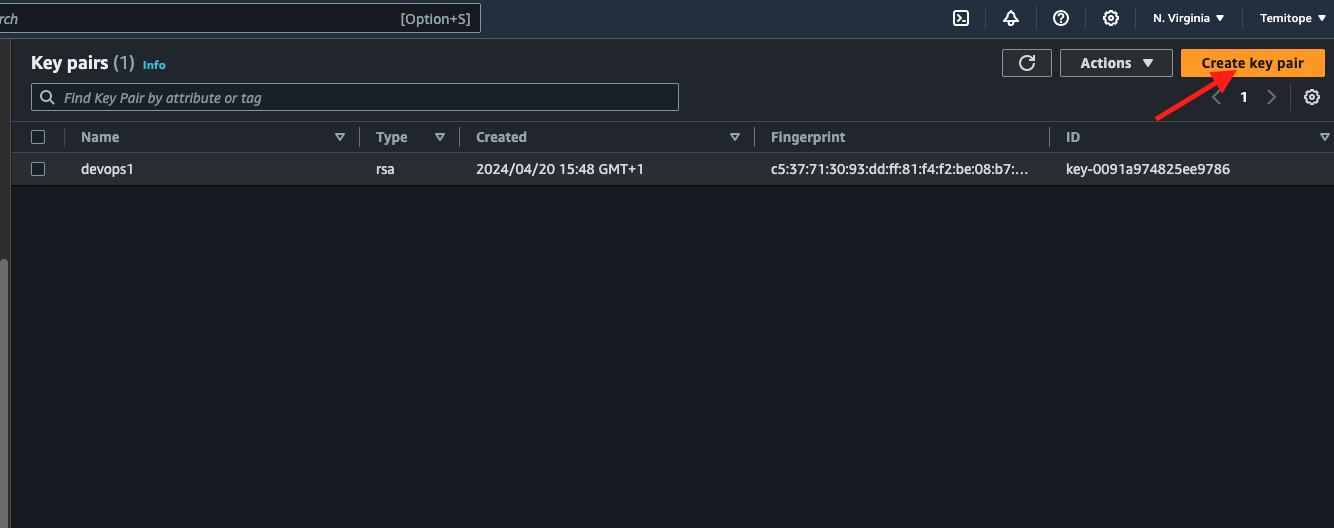 rch [Option+S] N. Virginia Temitope
Key pairs (1) Info Actions Create key pair
Find Key Pair by attribute or tag 1
Name Type Created Fingerprint ID
devops1 rsa 2024/04/20 15:48 GMT+1 c5:37:71:30:93:dd:ff:81:f4:f2:be:08:b7:... key-0091a974825ee9786